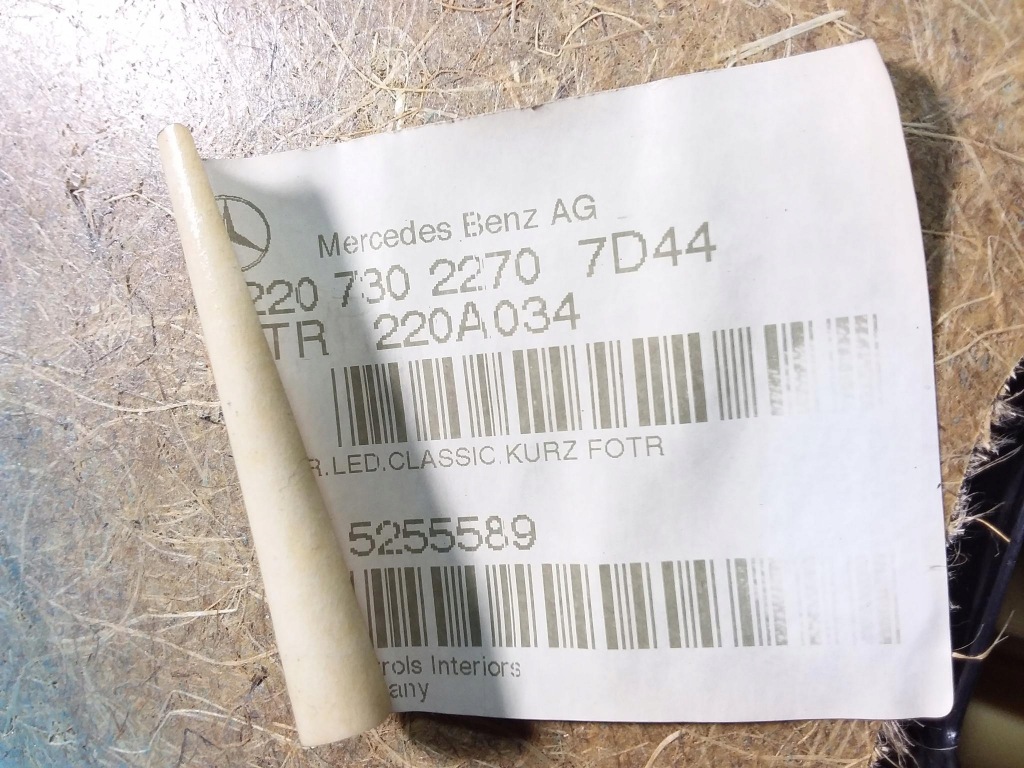 Mercedes Benz AG
220 730 2270 7D44
TR 220A034
R.LED.CLASSIC.KURZ FOTR
5255589
rols Interiors
any